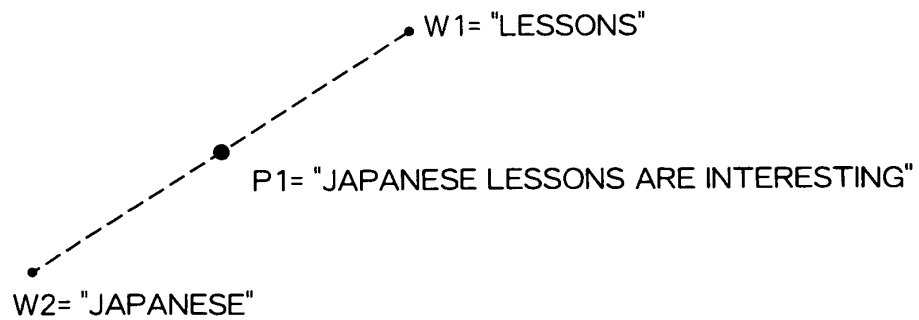 W1= "LESSONS"
P1= "JAPANESE LESSONS ARE INTERESTING"
W2= "JAPANESE"